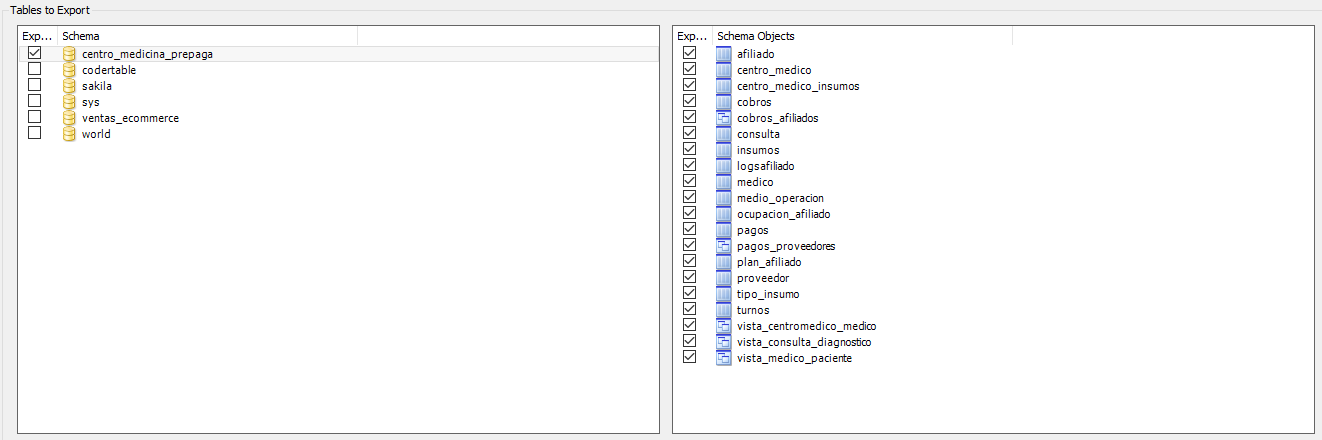 Tables to Export
Exp... Schema
centro_medicina_prepaga
codertable
sakila
sys
ventas_ecommerce
world
Exp... Schema Objects
afiliado
centro_medico
centro_medico_insumos
cobros
cobros_afiliados
consulta
insumos
logsafiliado
medico
medio_operacion
ocupacion_afiliado
pagos
pagos_proveedores
plan_afiliado
proveedor
tipo_insumo
turnos
vista_centromedico_medico
vista_consulta_diagnostico
vista_medico_paciente